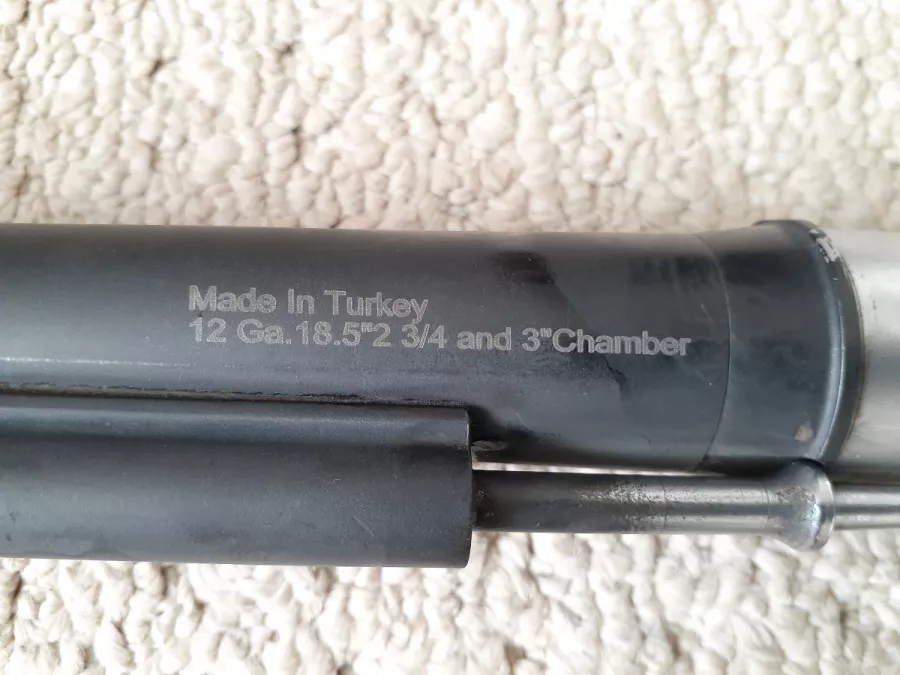 Made In Turkey
12 Ga.18.5"2 3/4 and 3"Chamber